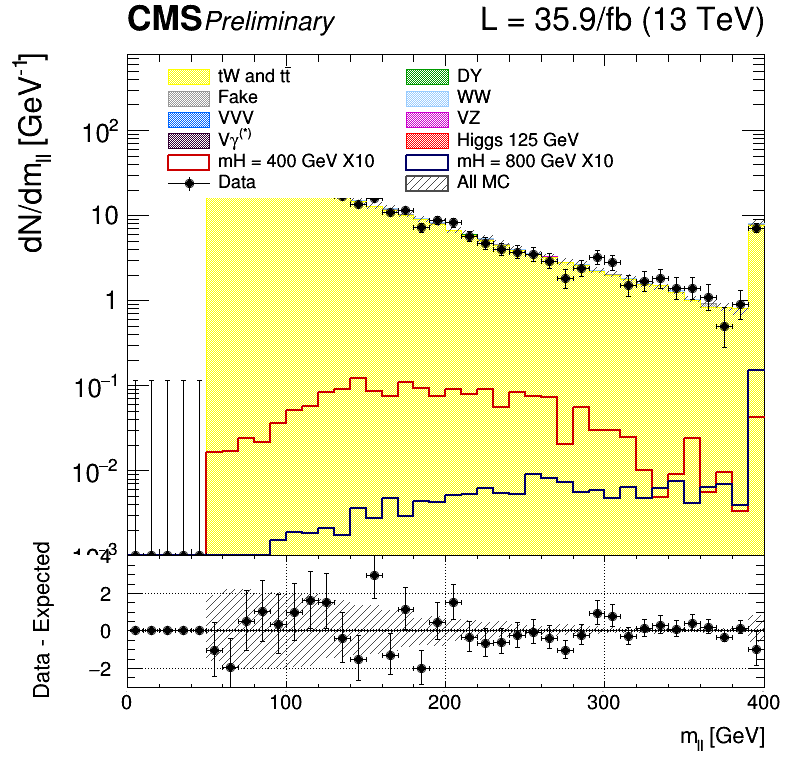 CMS Preliminary L = 35.9/fb (13 TeV)
dN/dm_ll [GeV⁻¹]
tW and tt̄ DY
Fake WW
VVV VZ
Vγ(*) Higgs 125 GeV
mH = 400 GeV X10 mH = 800 GeV X10
Data All MC
10²
10
1
10⁻¹
10⁻²
10⁻³
Data - Expected
4
2
0
−2
0 100 200 300 400
m_ll [GeV]